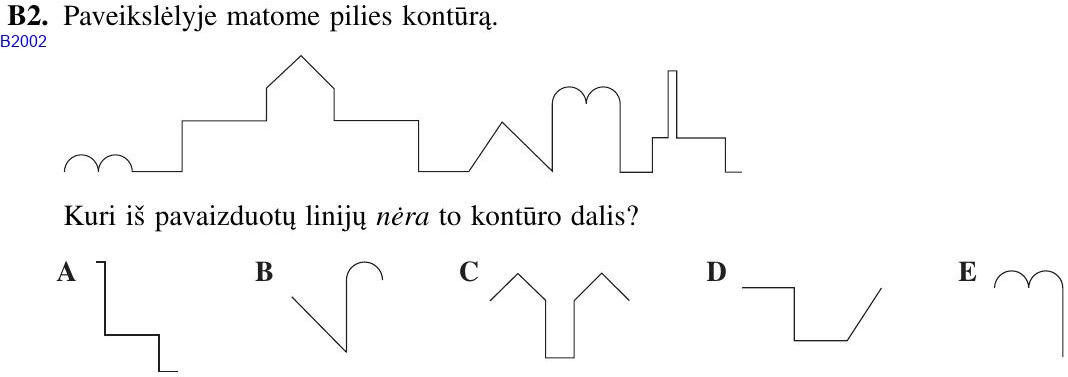 B2. Paveikslėlyje matome pilies kontūrą.
B2002
Kuri iš pavaizduotų linijų nėra to kontūro dalis?
A B C D E